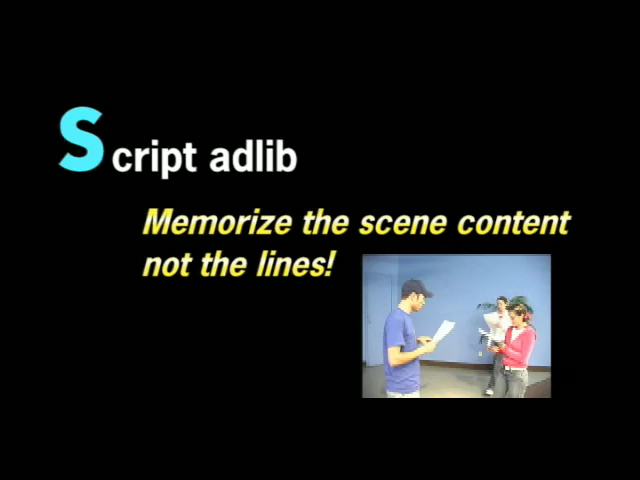 Script adlib
Memorize the scene content
not the lines!